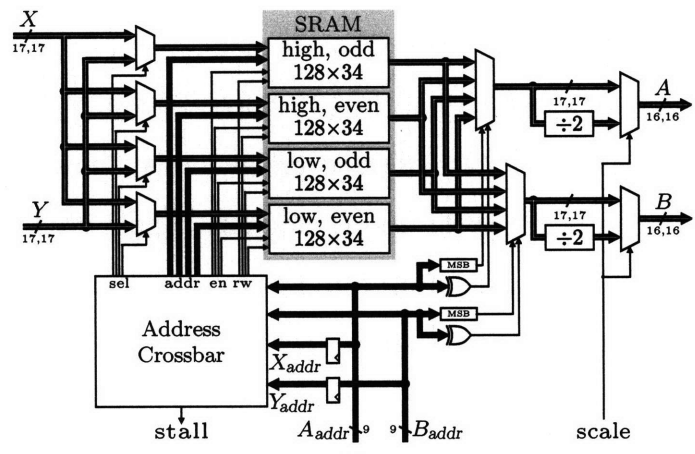 SRAM
X
17,17
high, odd
128×34
high, even
128×34
low, odd
128×34
low, even
128×34
Y
17,17
17,17
÷2
A
16,16
17,17
÷2
B
16,16
sel
addr
en
rw
MSB
MSB
Address
Crossbar
Xaddr
Yaddr
stall
Aaddr
9
9
Baddr
scale